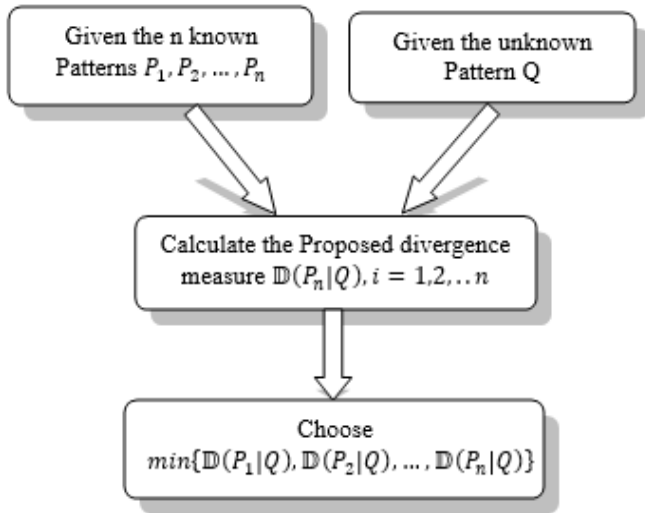 Given the n known
Patterns 𝑃₁, 𝑃₂, … , 𝑃ₙ
Given the unknown
Pattern Q
Calculate the Proposed divergence
measure 𝔻(𝑃ₙ|𝑄), 𝑖 = 1,2, . . 𝑛
Choose
𝑚𝑖𝑛{𝔻(𝑃₁|𝑄), 𝔻(𝑃₂|𝑄), … , 𝔻(𝑃ₙ|𝑄)}